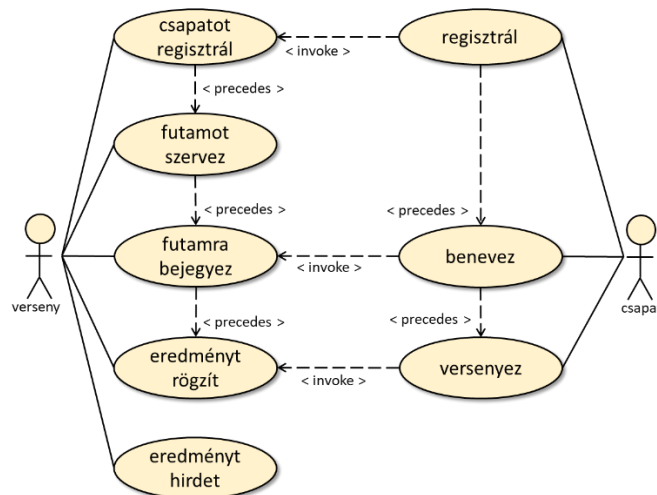 csapatot
regisztrál
< invoke >
regisztrál
< precedes >
futamot
szervez
< precedes >
< precedes >
futamra
bejegyez
< invoke >
benevez
verseny
csapa
< precedes >
< precedes >
eredményt
rögzít
< invoke >
versenyez
eredményt
hirdet